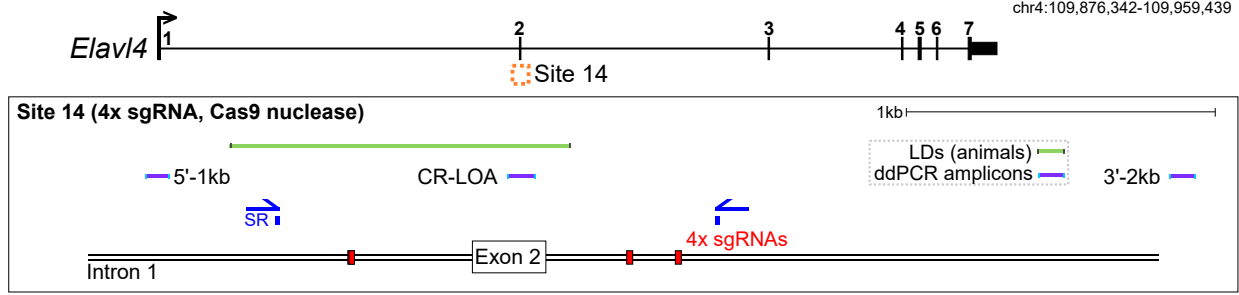 chr4:109,876,342-109,959,439
Elavl4
1 2 3 4 5 6 7
Site 14
Site 14 (4x sgRNA, Cas9 nuclease)
1kb
LDs (animals)
5'-1kb CR-LOA ddPCR amplicons 3'-2kb
SR
4x sgRNAs
Exon 2
Intron 1